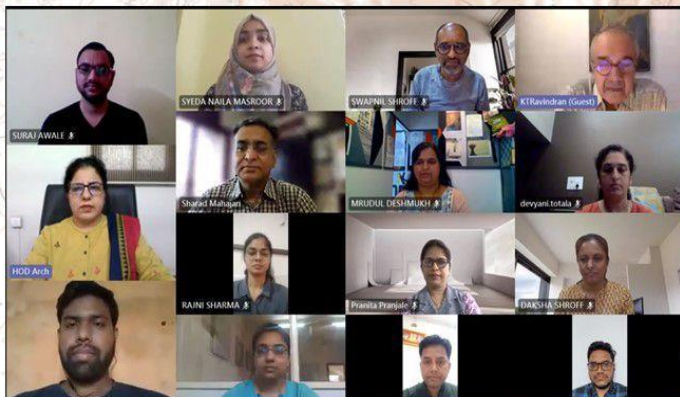 SURAJ AWALE
SYEDA NAILA MASROOR
SWAPNIL SHROFF
KTRavindran (Guest)
HOD Arch
Sharad Mahajan
MRUDUL DESHMUKH
devyani.totala
RAJNI SHARMA
Pranita Pranjale
DAKSHA SHROFF